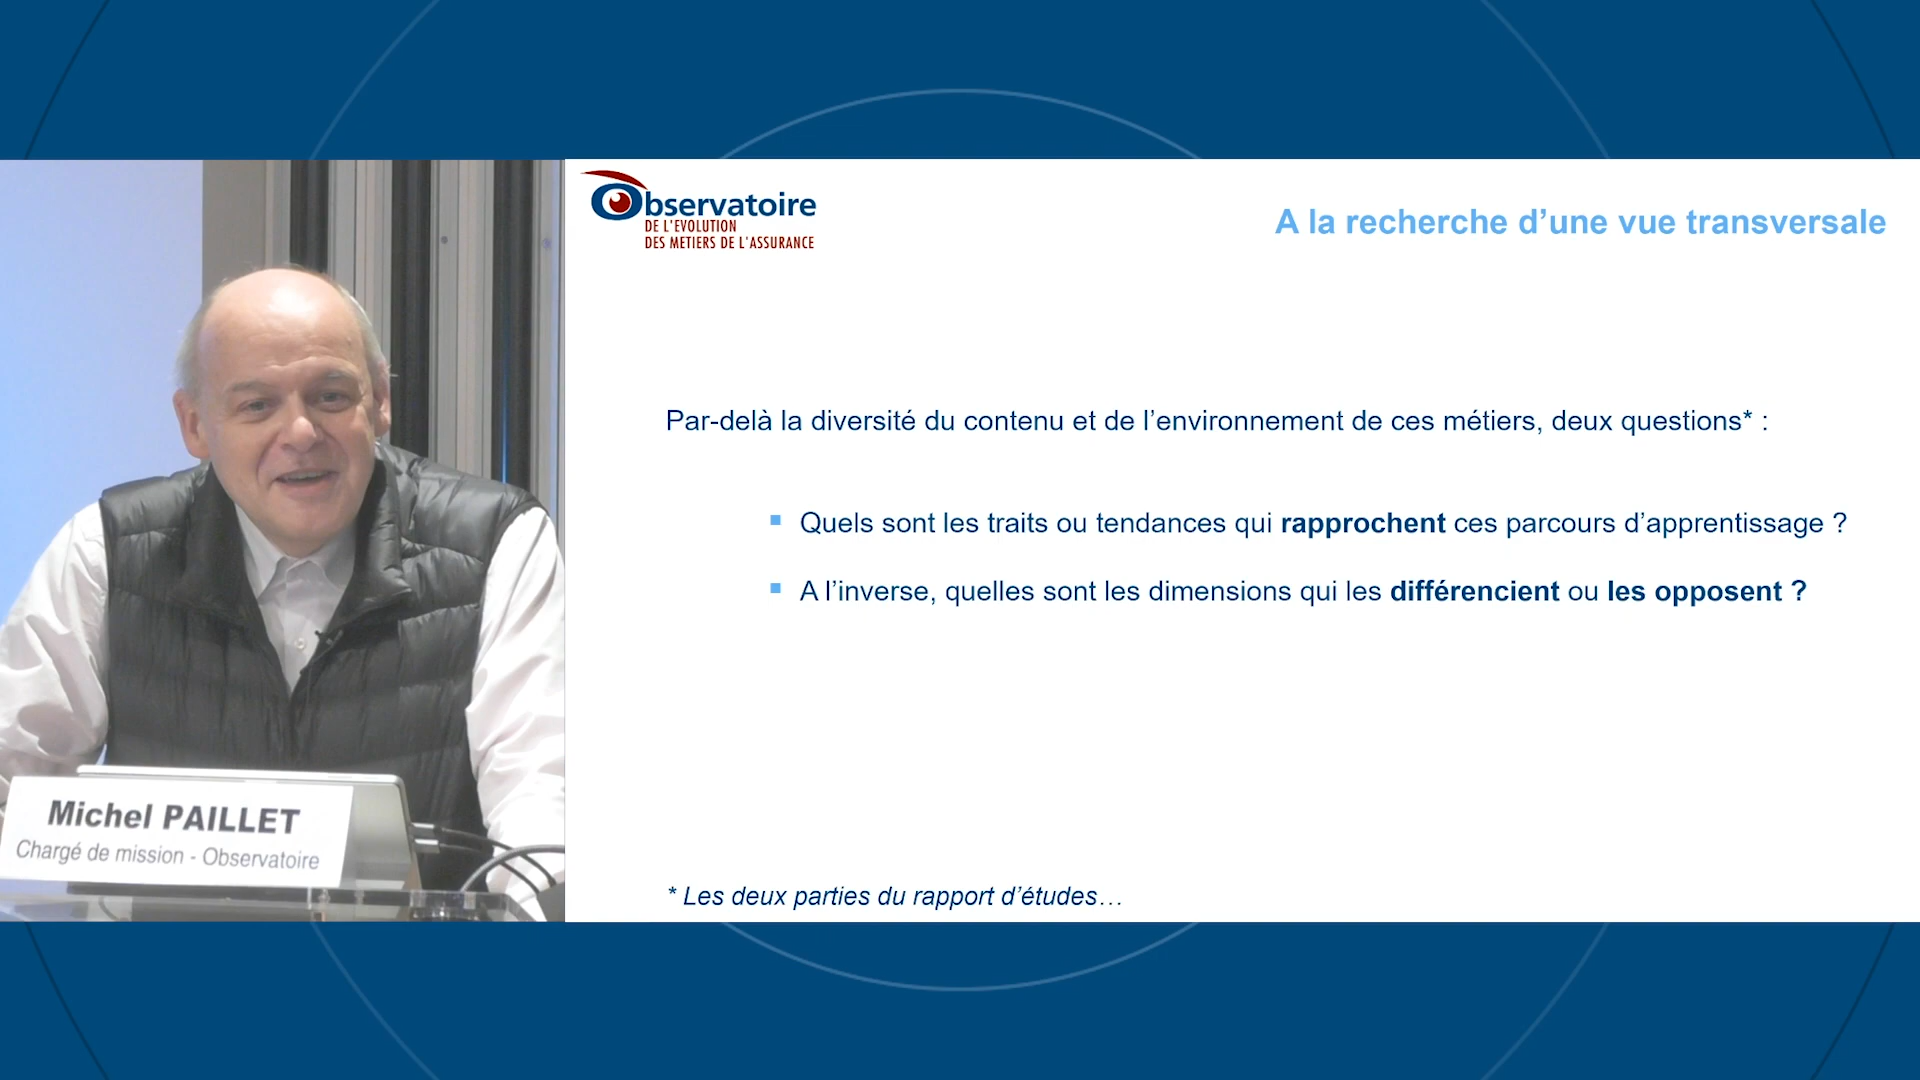 Observatoire
DE L'EVOLUTION
DES METIERS DE L'ASSURANCE
A la recherche d’une vue transversale
Par-delà la diversité du contenu et de l’environnement de ces métiers, deux questions* :
▪ Quels sont les traits ou tendances qui rapprochent ces parcours d’apprentissage ?
▪ A l’inverse, quelles sont les dimensions qui les différencient ou les opposent ?
* Les deux parties du rapport d’études…
Michel PAILLET
Chargé de mission - Observatoire